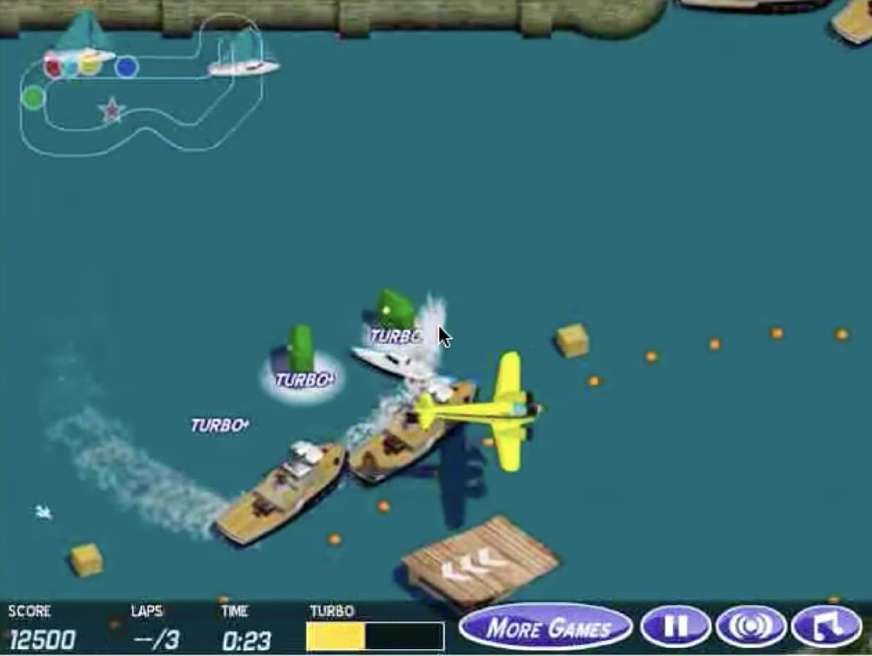 TURBO
TURBO+
TURBO+
SCORE
12500
LAPS
--/3
TIME
0:23
TURBO
MORE GAMES